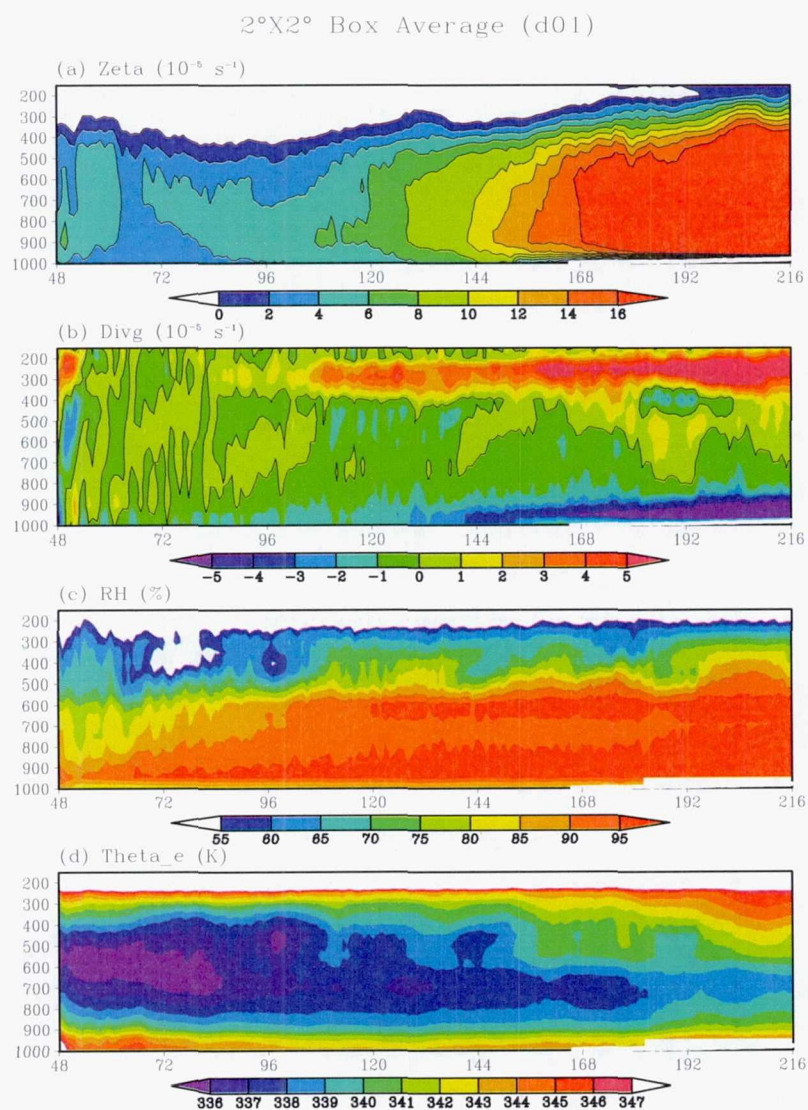 2°X2° Box Average (d01)
(a) Zeta (10⁻⁵ s⁻¹)
200
300
400
500
600
700
800
900
1000
48 72 96 120 144 168 192 216
0 2 4 6 8 10 12 14 16
(b) Divg (10⁻⁵ s⁻¹)
200
300
400
500
600
700
800
900
1000
48 72 96 120 144 168 192 216
-5 -4 -3 -2 -1 0 1 2 3 4 5
(c) RH (%)
200
300
400
500
600
700
800
900
1000
48 72 96 120 144 168 192 216
55 60 65 70 75 80 85 90 95
(d) Theta_e (K)
200
300
400
500
600
700
800
900
1000
48 72 96 120 144 168 192 216
336 337 338 339 340 341 342 343 344 345 346 347